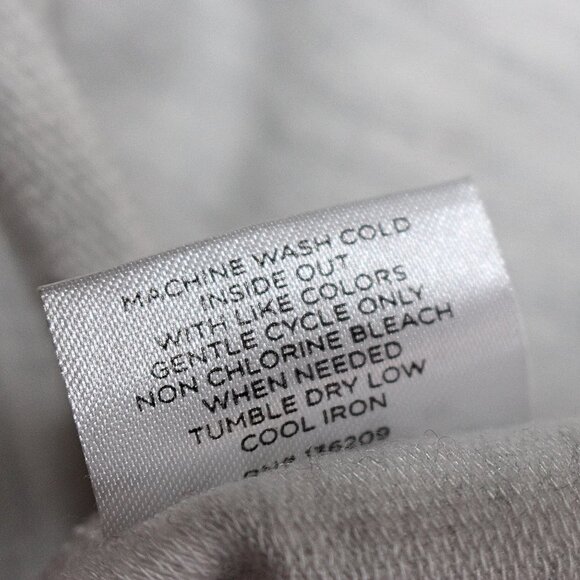 MACHINE WASH COLD
INSIDE OUT
WITH LIKE COLORS
GENTLE CYCLE ONLY
NON CHLORINE BLEACH
WHEN NEEDED
TUMBLE DRY LOW
COOL IRON